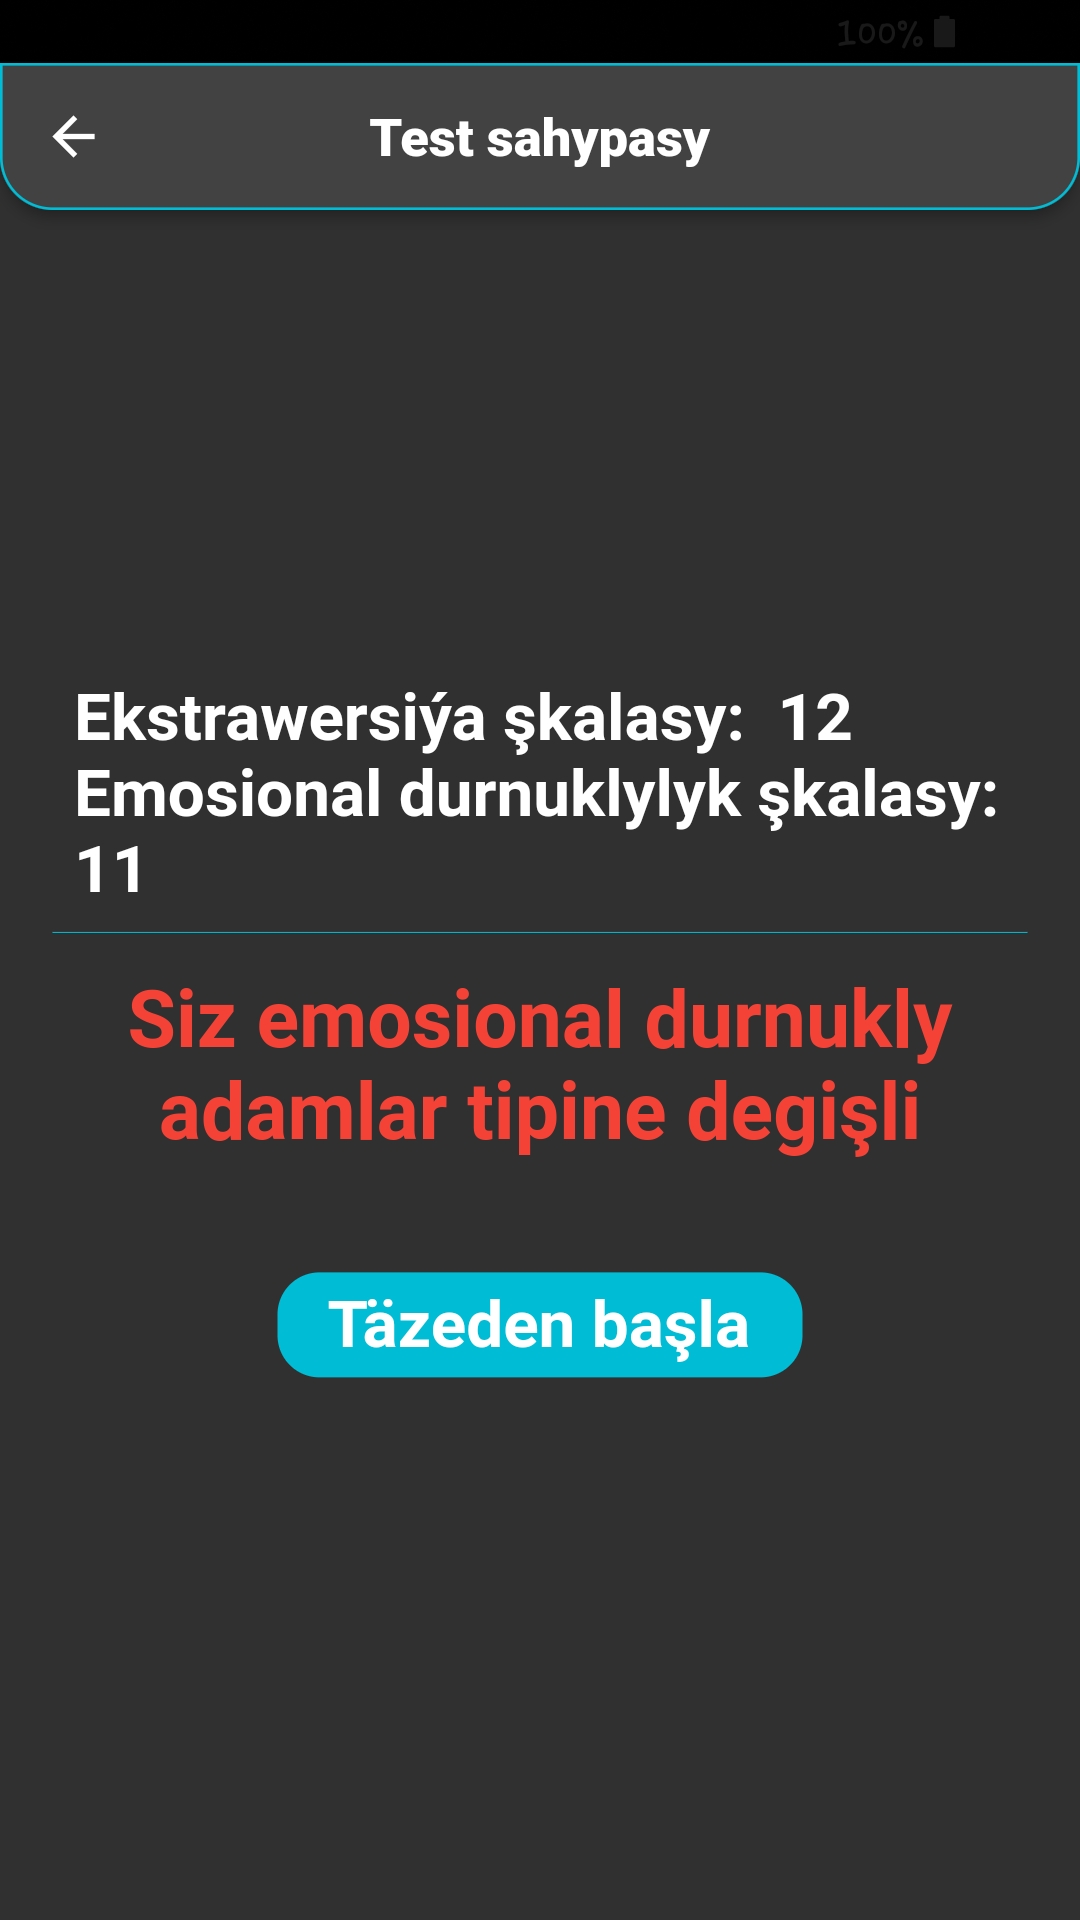 100%
Test sahypasy
Ekstrawersiýa şkalasy: 12
Emosional durnuklylyk şkalasy:
11
Siz emosional durnukly
adamlar tipine degişli
Täzeden başla